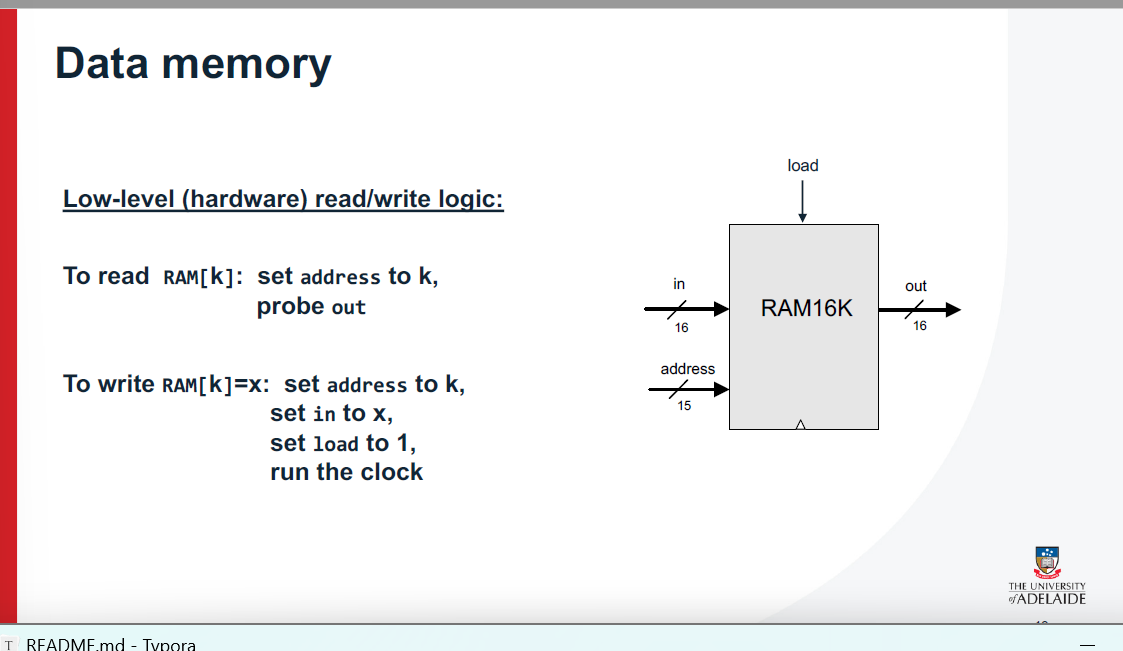 Data memory
Low-level (hardware) read/write logic:
To read RAM[k]: set address to k,
probe out
To write RAM[k]=x: set address to k,
set in to x,
set load to 1,
run the clock
load
in
16
address
15
RAM16K
out
16
THE UNIVERSITY
of ADELAIDE
T README.md - Typora